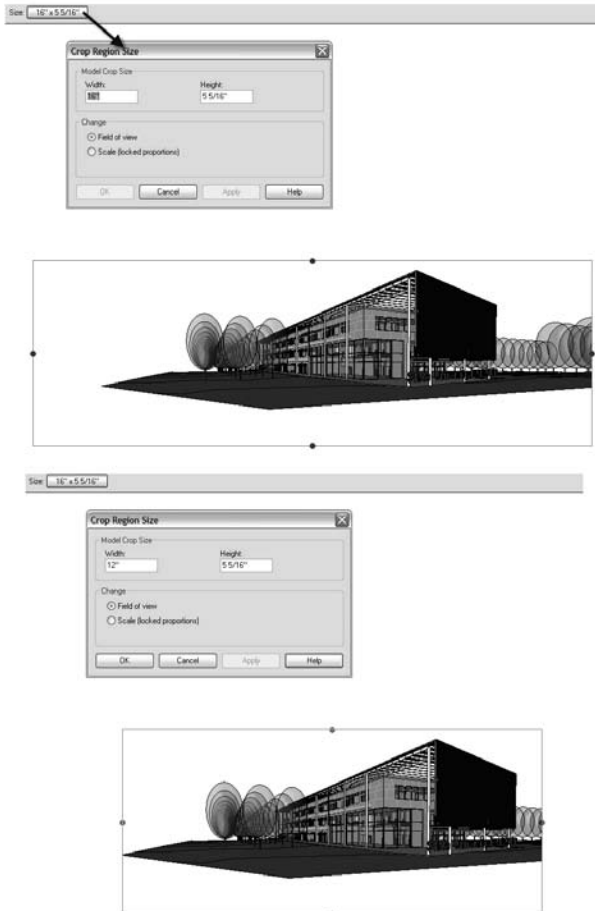 Size 16" x 5 5/16"
Crop Region Size
Model Crop Size
Width: Height:
16" 5 5/16"
Change
Field of view
Scale (locked proportions)
OK Cancel Apply Help
Size 16" x 5 5/16"
Crop Region Size
Model Crop Size
Width: Height:
12" 5 5/16"
Change
Field of view
Scale (locked proportions)
OK Cancel Apply Help